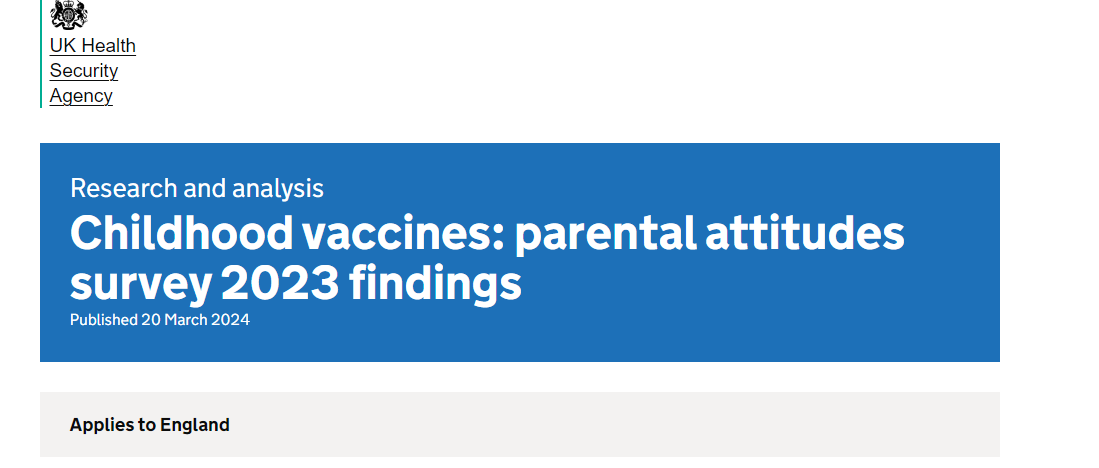 UK Health
Security
Agency
Research and analysis
Childhood vaccines: parental attitudes
survey 2023 findings
Published 20 March 2024
Applies to England